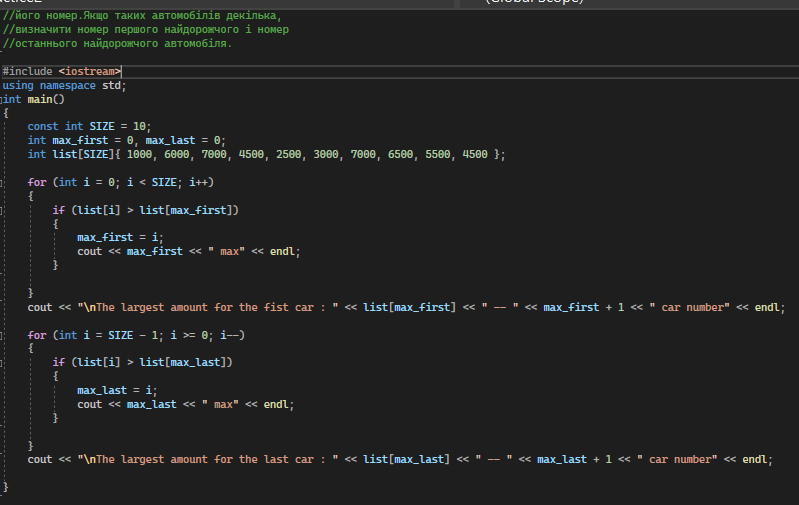 (Global Scope)
//його номер.Якщо таких автомобілів декілька,
//визначити номер першого найдорожчого і номер
//останнього найдорожчого автомобіля.
#include <iostream>
using namespace std;
int main()
{
const int SIZE = 10;
int max_first = 0, max_last = 0;
int list[SIZE]{ 1000, 6000, 7000, 4500, 2500, 3000, 7000, 6500, 5500, 4500 };
for (int i = 0; i < SIZE; i++)
{
if (list[i] > list[max_first])
{
max_first = i;
cout << max_first << " max" << endl;
}
}
cout << "\nThe largest amount for the fist car : " << list[max_first] << " -- " << max_first + 1 << " car number" << endl;
for (int i = SIZE - 1; i >= 0; i--)
{
if (list[i] > list[max_last])
{
max_last = i;
cout << max_last << " max" << endl;
}
}
cout << "\nThe largest amount for the last car : " << list[max_last] << " -- " << max_last + 1 << " car number" << endl;
}